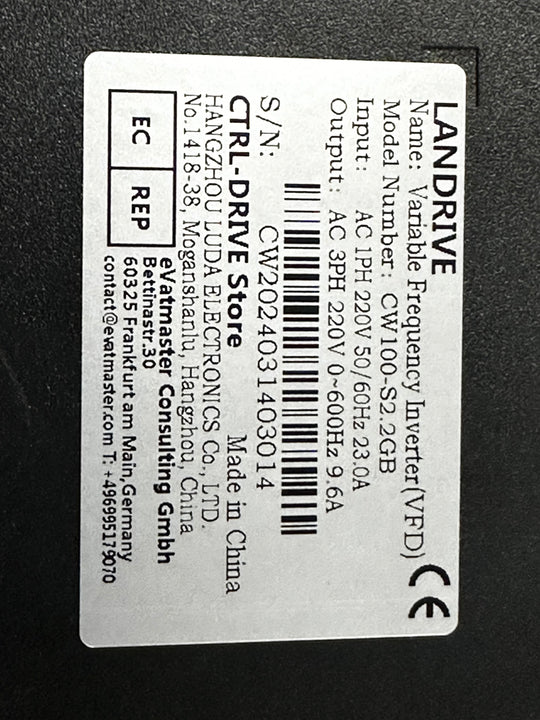 LANDRIVE
Name: Variable Frequency Inverter(VFD)
Model Number: CW100-S2.2GB
Input: AC 1PH 220V 50/60Hz 23.0A
Output: AC 3PH 220V 0~600Hz 9.6A
CE
S/N: CW2024031403014
CTRL-DRIVE Store Made in China
HANGZHOU LUDA ELECTRONICS Co., LTD.
No.1418-38, Moganshanlu, Hangzhou, China
EC REP
eVatmaster Consulting Gmbh
Bettinastr.30
60325 Frankfurt am Main,Germany
contact@evatmaster.com T: +496995179070